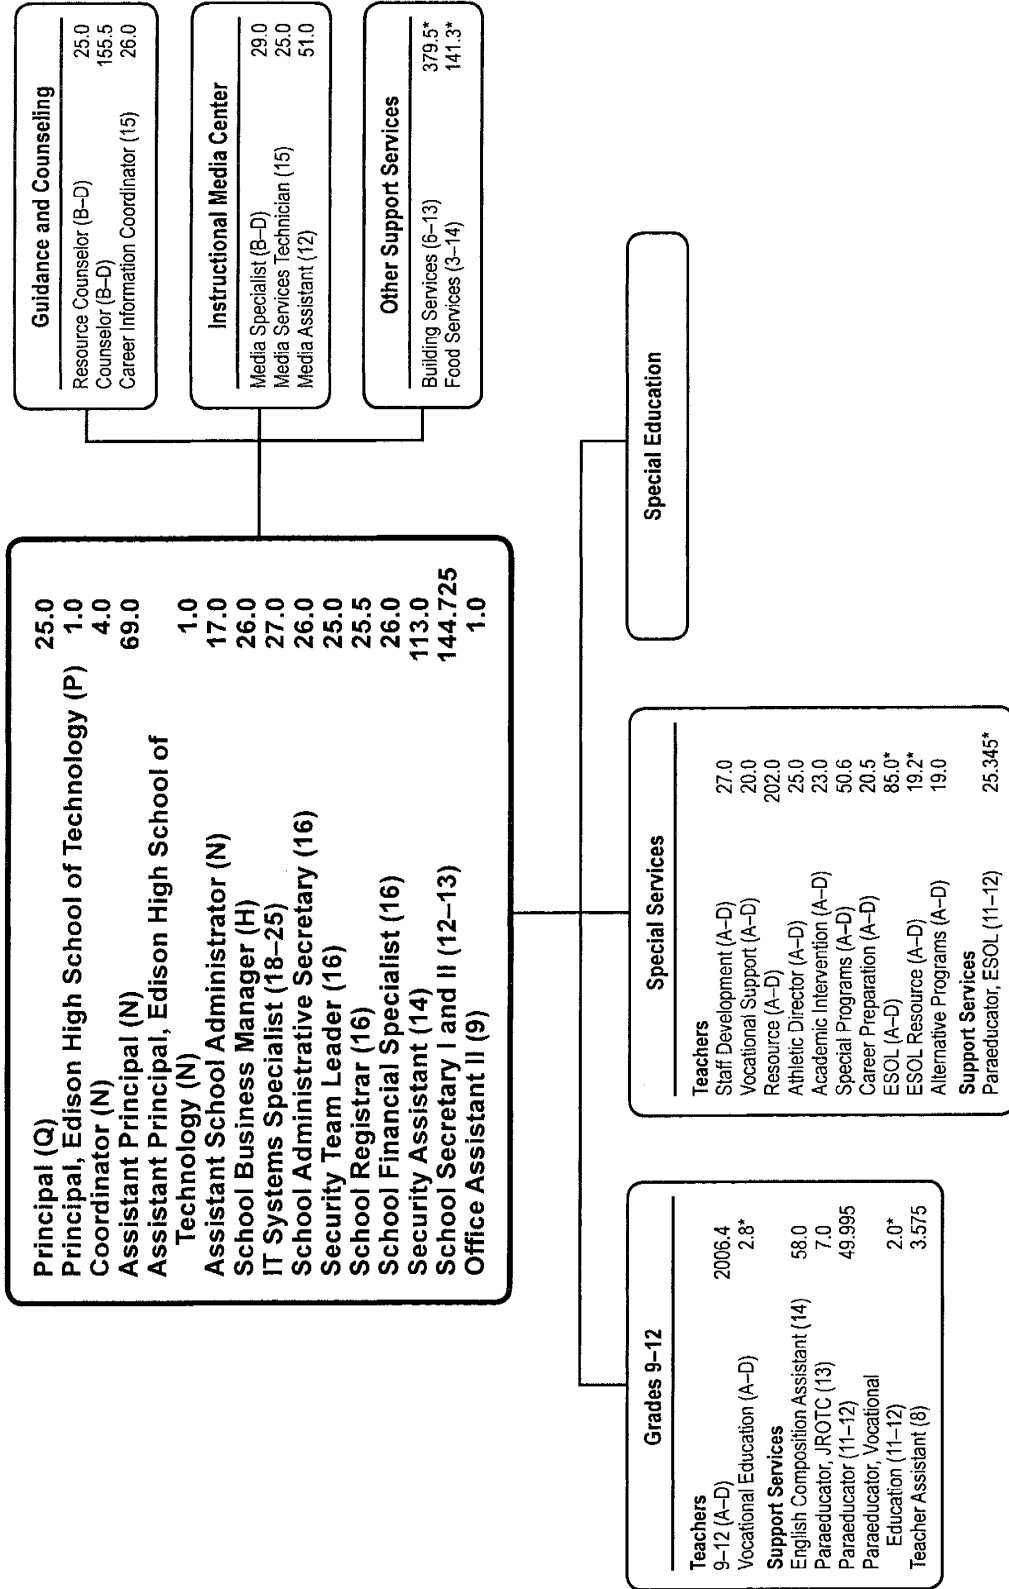 Principal (Q) 25.0
Principal, Edison High School of Technology (P) 1.0
Coordinator (N) 4.0
Assistant Principal (N) 69.0
Assistant Principal, Edison High School of
Technology (N) 1.0
Assistant School Administrator (N) 17.0
School Business Manager (H) 26.0
IT Systems Specialist (18–25) 27.0
School Administrative Secretary (16) 26.0
Security Team Leader (16) 25.0
School Registrar (16) 25.5
School Financial Specialist (16) 26.0
Security Assistant (14) 113.0
School Secretary I and II (12–13) 144.725
Office Assistant II (9) 1.0
Guidance and Counseling
Resource Counselor (B–D) 25.0
Counselor (B–D) 155.5
Career Information Coordinator (15) 26.0
Instructional Media Center
Media Specialist (B–D) 29.0
Media Services Technician (15) 25.0
Media Assistant (12) 51.0
Other Support Services
Building Services (6–13) 379.5*
Food Services (3–14) 141.3*
Grades 9–12
Teachers
9–12 (A–D) 2006.4
Vocational Education (A–D) 2.8*
Support Services
English Composition Assistant (14) 58.0
Paraeducator, JROTC (13) 7.0
Paraeducator (11–12) 49.995
Paraeducator, Vocational
Education (11–12) 2.0*
Teacher Assistant (8) 3.575
Special Services
Teachers
Staff Development (A–D) 27.0
Vocational Support (A–D) 20.0
Resource (A–D) 202.0
Athletic Director (A–D) 25.0
Academic Intervention (A–D) 23.0
Special Programs (A–D) 50.6
Career Preparation (A–D) 20.5
ESOL (A–D) 85.0*
ESOL Resource (A–D) 19.2*
Alternative Programs (A–D) 19.0
Support Services
Paraeducator, ESOL (11–12) 25.345*
Special Education